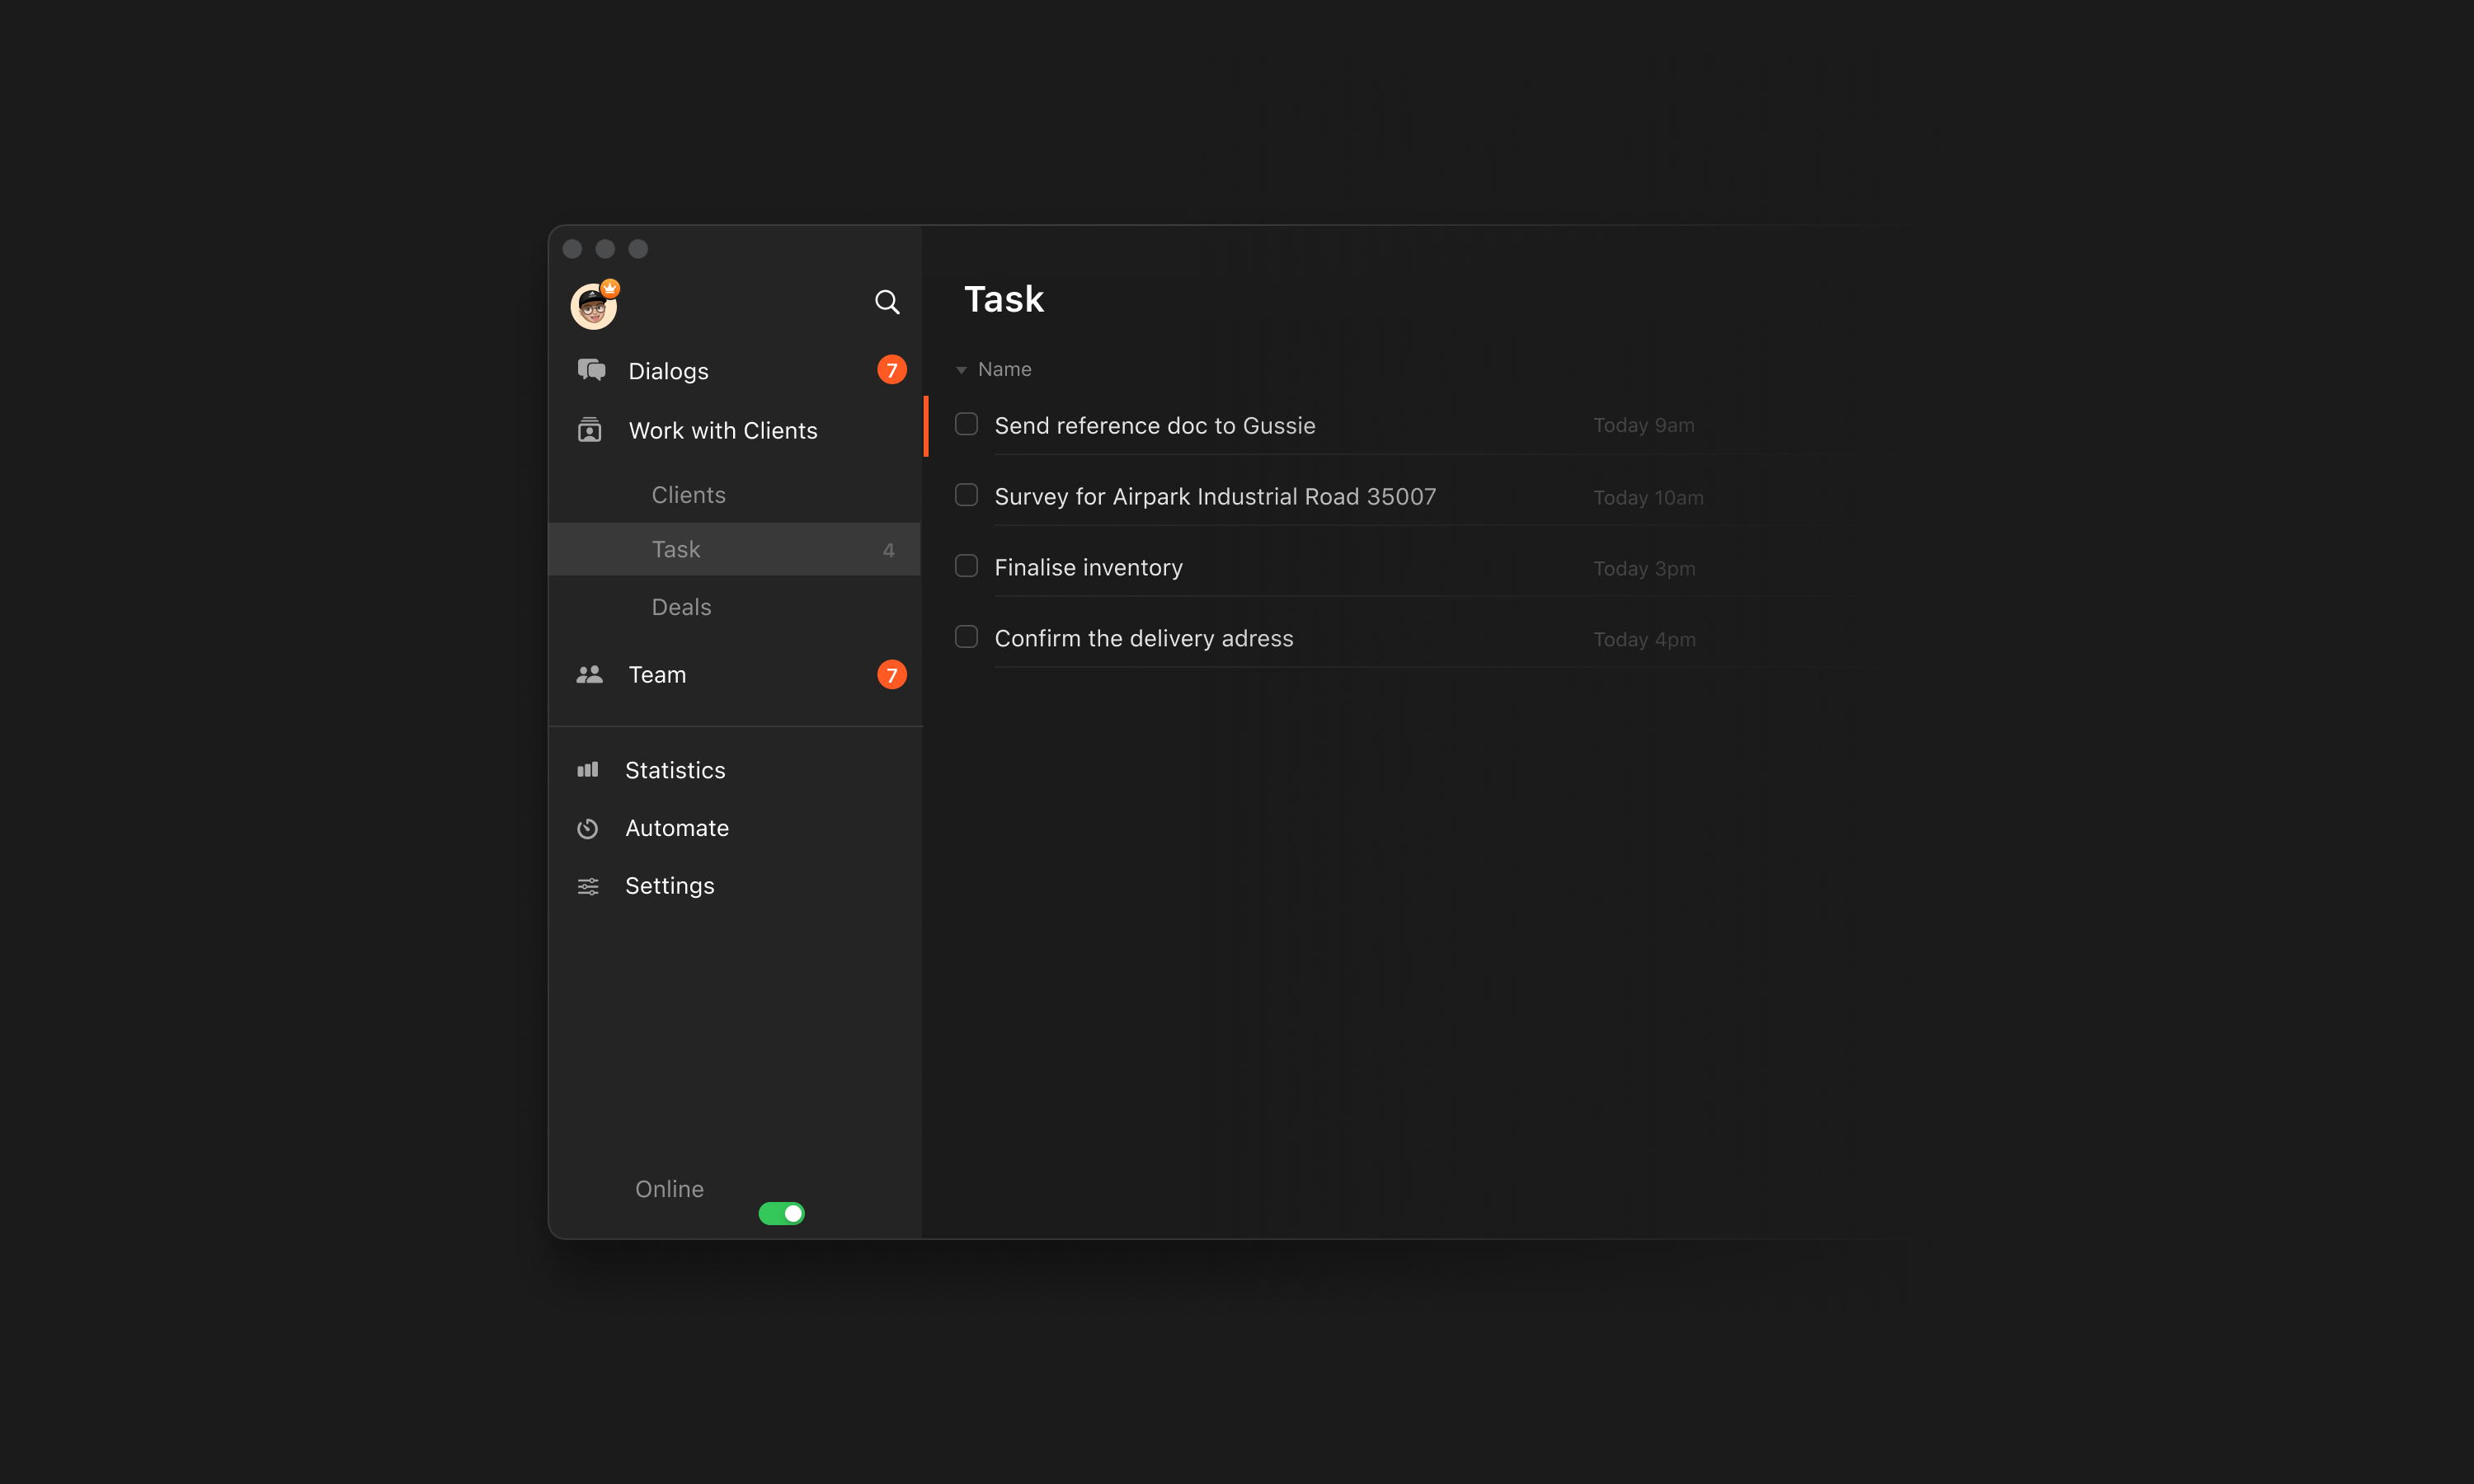 Dialogs 7
Work with Clients
Clients
Task 4
Deals
Team 7
Statistics
Automate
Settings
Online
Task
Name
Send reference doc to Gussie Today 9am
Survey for Airpark Industrial Road 35007 Today 10am
Finalise inventory Today 3pm
Confirm the delivery adress Today 4pm